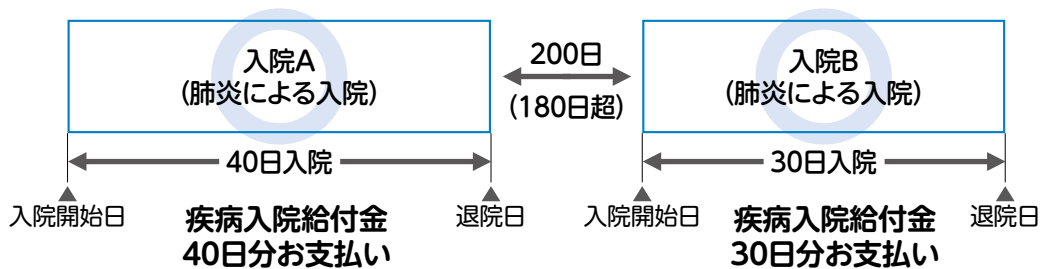 入院A
(肺炎による入院)
200日
(180日超)
入院B
(肺炎による入院)
40日入院
30日入院
入院開始日
退院日
入院開始日
退院日
疾病入院給付金
40日分お支払い
疾病入院給付金
30日分お支払い